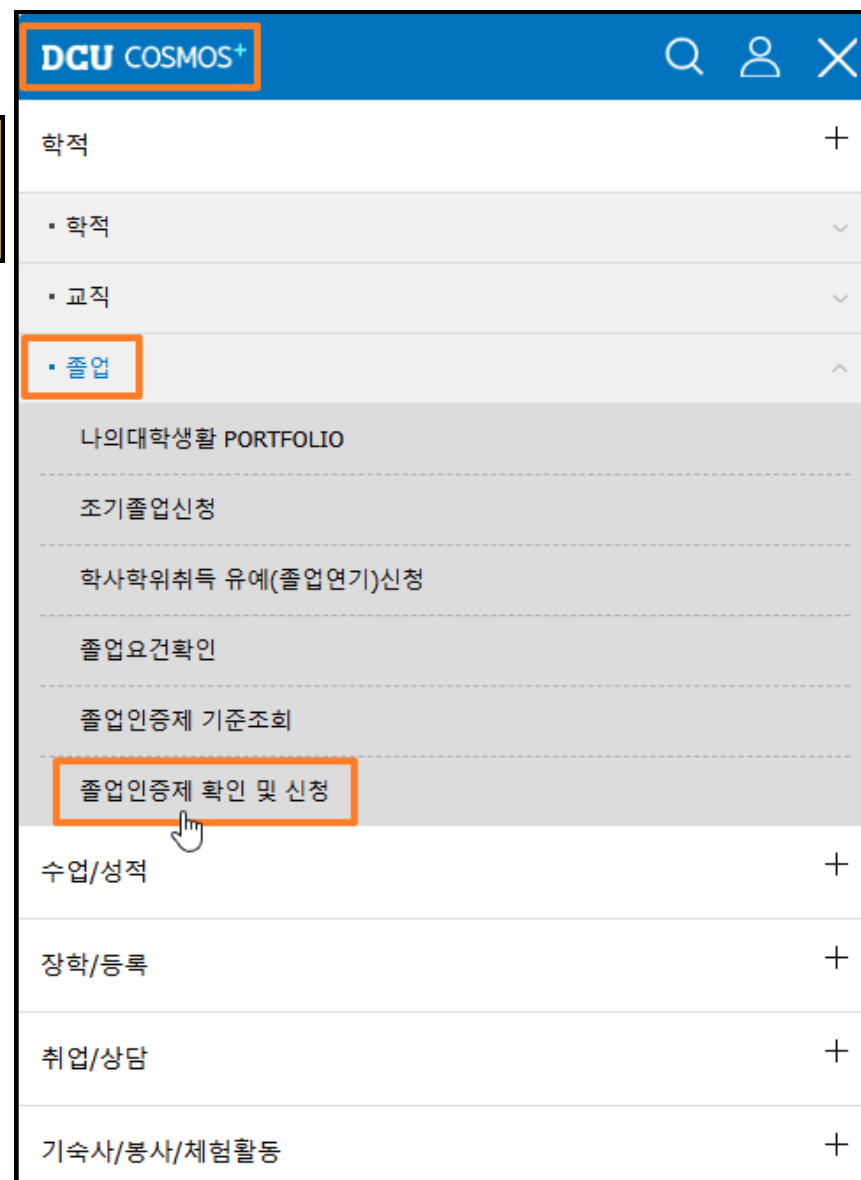 DCU COSMOS+
학적
▪ 학적
▪ 교직
▪ 졸업
나의대학생활 PORTFOLIO
조기졸업신청
학사학위취득 유예(졸업연기)신청
졸업요건확인
졸업인증제 기준조회
졸업인증제 확인 및 신청
수업/성적
장학/등록
취업/상담
기숙사/봉사/체험활동